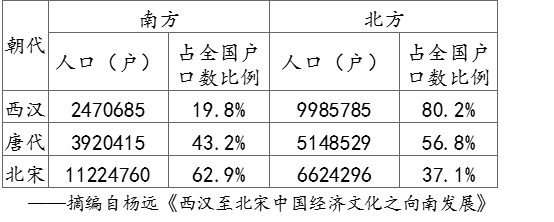 朝代 南方 北方
人口（户） 占全国户口数比例 人口（户） 占全国户口数比例
西汉 2470685 19.8% 9985785 80.2%
唐代 3920415 43.2% 5148529 56.8%
北宋 11224760 62.9% 6624296 37.1%
——摘编自杨远《西汉至北宋中国经济文化之向南发展》